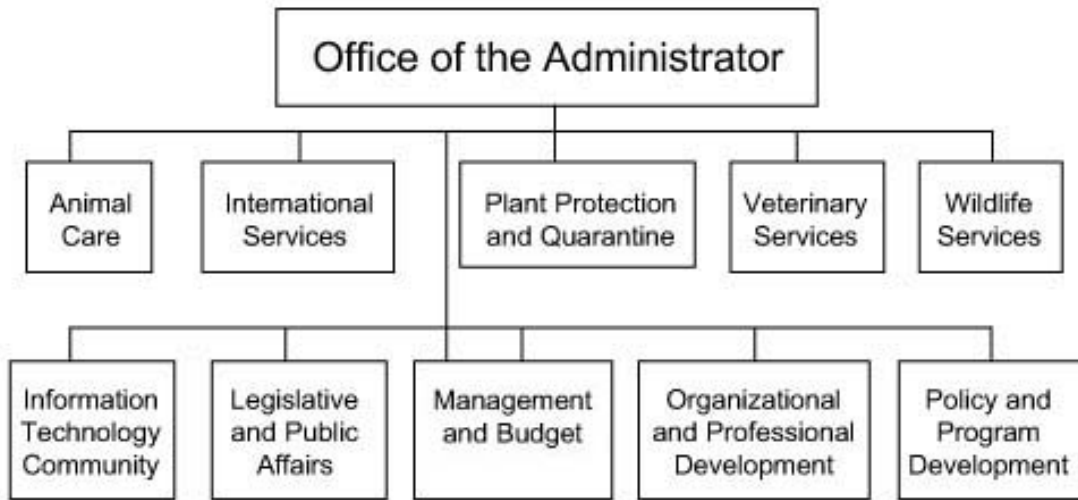 Office of the Administrator
Animal
Care
International
Services
Plant Protection
and Quarantine
Veterinary
Services
Wildlife
Services
Information
Technology
Community
Legislative
and Public
Affairs
Management
and Budget
Organizational
and Professional
Development
Policy and
Program
Development